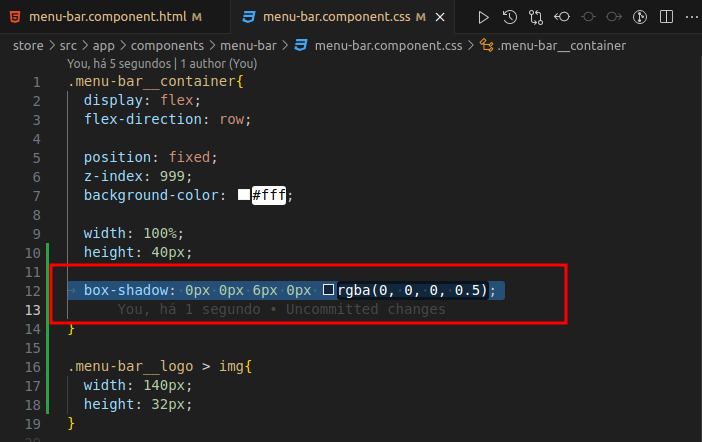 menu-bar.component.html M
menu-bar.component.css M
store > src > app > components > menu-bar > menu-bar.component.css > .menu-bar__container
You, há 5 segundos | 1 author (You)
1 .menu-bar__container{
2 display: flex;
3 flex-direction: row;
4
5 position: fixed;
6 z-index: 999;
7 background-color: #fff;
8
9 width: 100%;
10 height: 40px;
11
12 box-shadow: 0px 0px 6px 0px rgba(0, 0, 0, 0.5);
13 You, há 1 segundo • Uncommitted changes
14 }
15
16 .menu-bar__logo > img{
17 width: 140px;
18 height: 32px;
19 }